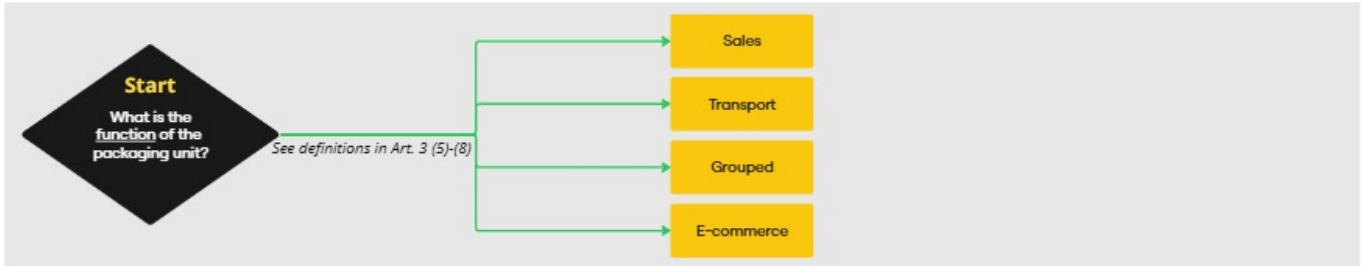 Start
What is the
function of the
packaging unit?
See definitions in Art. 3 (5)-(8)
Sales
Transport
Grouped
E-commerce